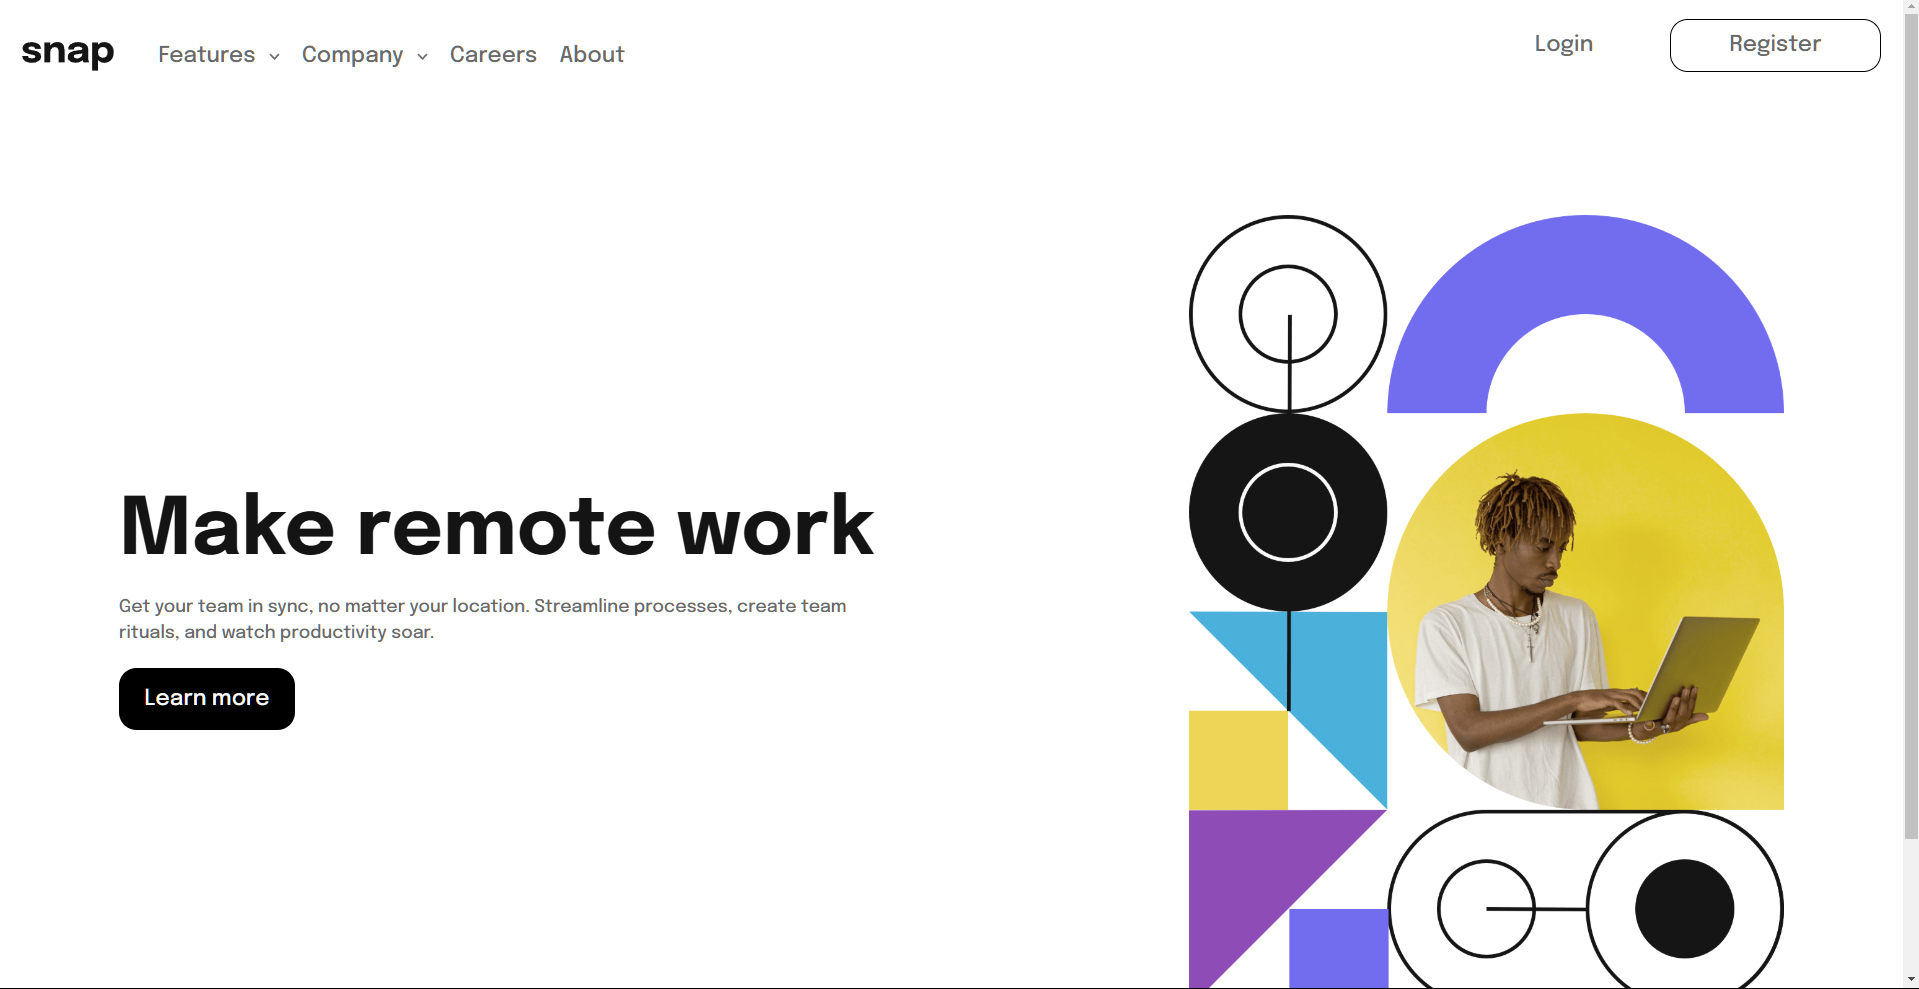 snap Features Company Careers About Login Register
Make remote work
Get your team in sync, no matter your location. Streamline processes, create team
rituals, and watch productivity soar.
Learn more